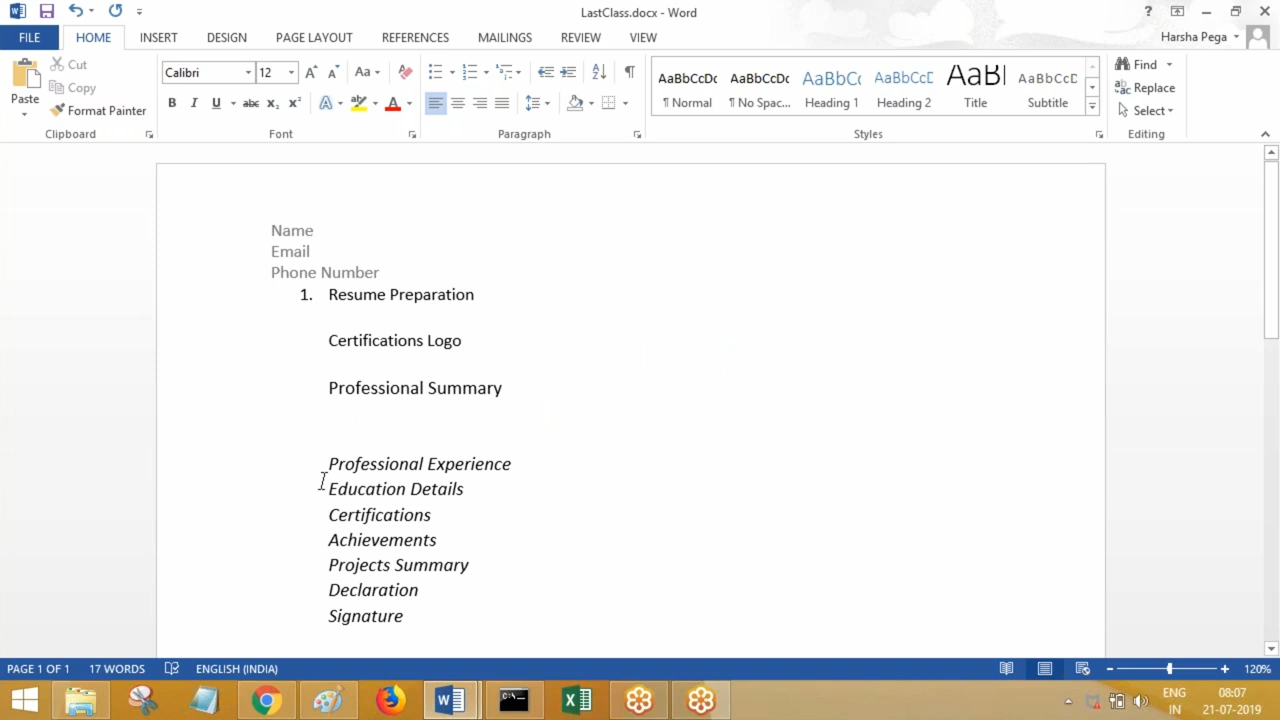 LastClass.docx - Word
FILE HOME INSERT DESIGN PAGE LAYOUT REFERENCES MAILINGS REVIEW VIEW Harsha Pega
Paste
Cut
Copy
Format Painter
Calibri 12
AaBbCcDc AaBbCcDc AaBbCc AaBbCcE AaBl AaBbCcD
¶ Normal ¶ No Spac... Heading 1 Heading 2 Title Subtitle
Find
Replace
Select
Clipboard Font Paragraph Styles Editing
Name
Email
Phone Number
1. Resume Preparation
Certifications Logo
Professional Summary
Professional Experience
Education Details
Certifications
Achievements
Projects Summary
Declaration
Signature
PAGE 1 OF 1 17 WORDS ENGLISH (INDIA) 120%
ENG 08:07
IN 21-07-2019